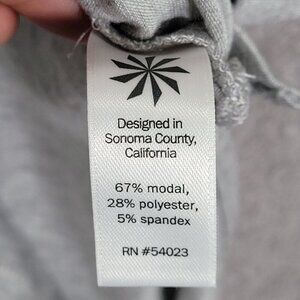 Designed in
Sonoma County,
California
67% modal,
28% polyester,
5% spandex
RN #54023